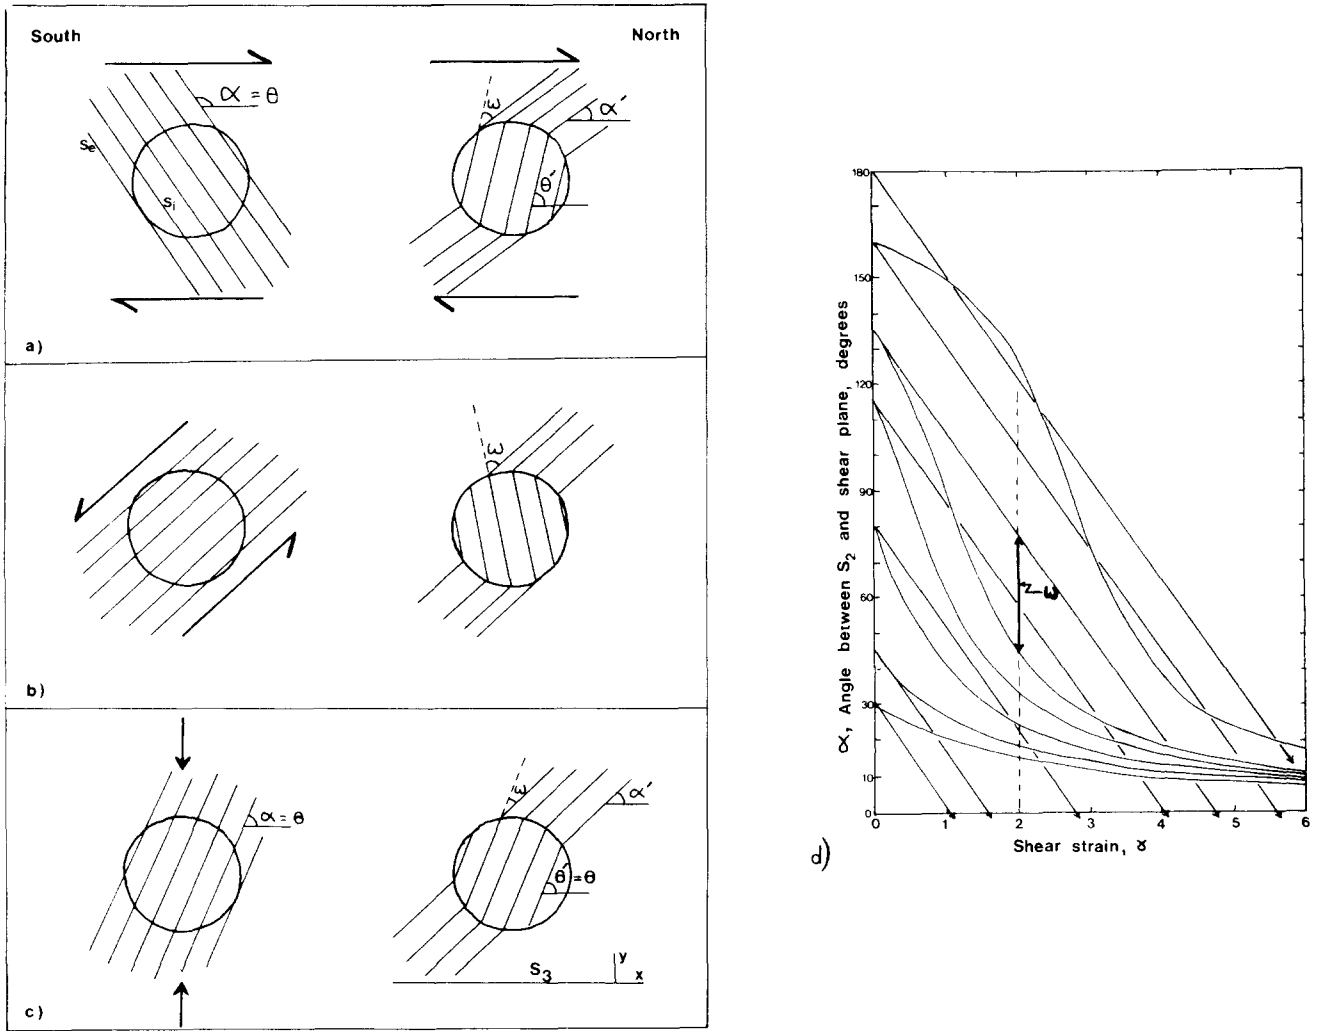 South North
α = θ
ω
α'
Se
Si
θ'
a)
ω
b)
α = θ
ω
α'
θ' = θ
S3
y
x
c)
180
150
120
90
60
30
10
0
α, Angle between S2 and shear plane, degrees
ω
0 1 2 3 4 5 6
Shear strain, γ
d)